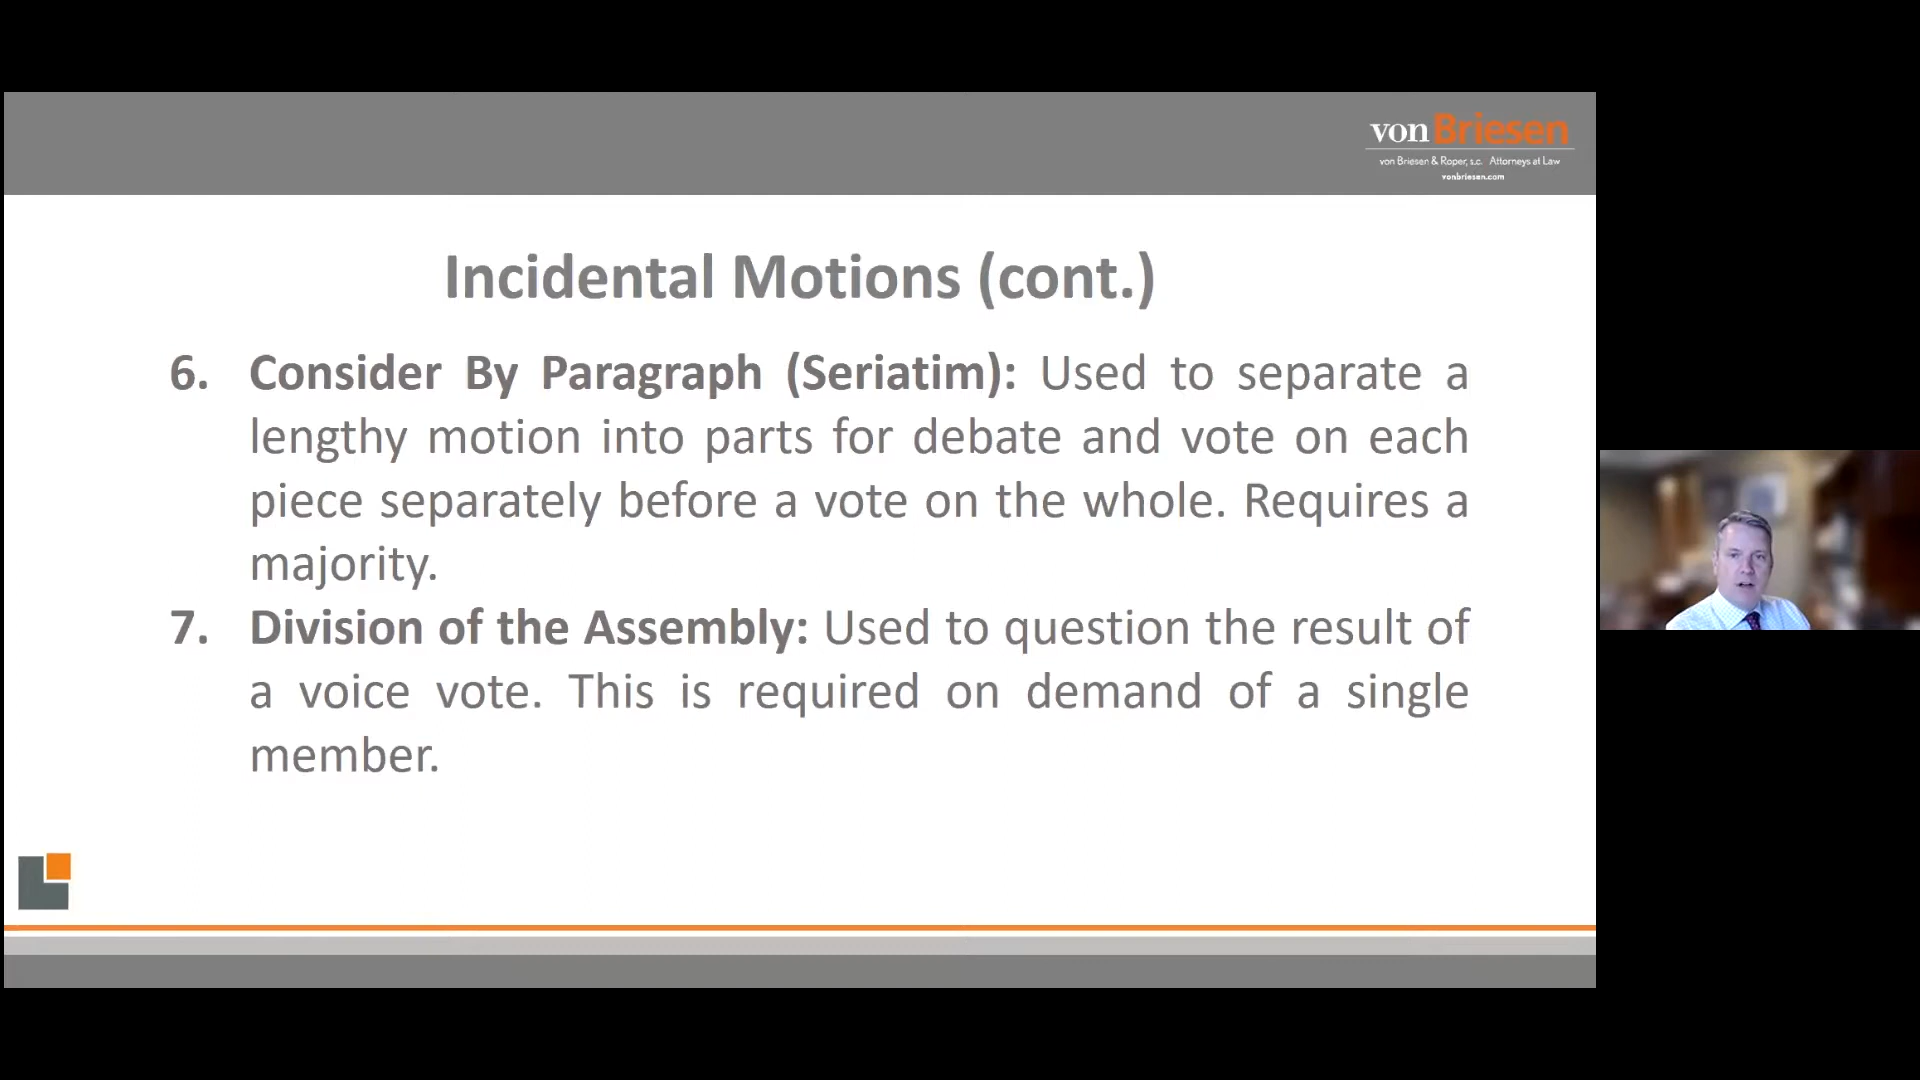 von Briesen
von Briesen & Roper, s.c. Attorneys at Law
vonbriesen.com
Incidental Motions (cont.)
6. Consider By Paragraph (Seriatim): Used to separate a
lengthy motion into parts for debate and vote on each
piece separately before a vote on the whole. Requires a
majority.
7. Division of the Assembly: Used to question the result of
a voice vote. This is required on demand of a single
member.